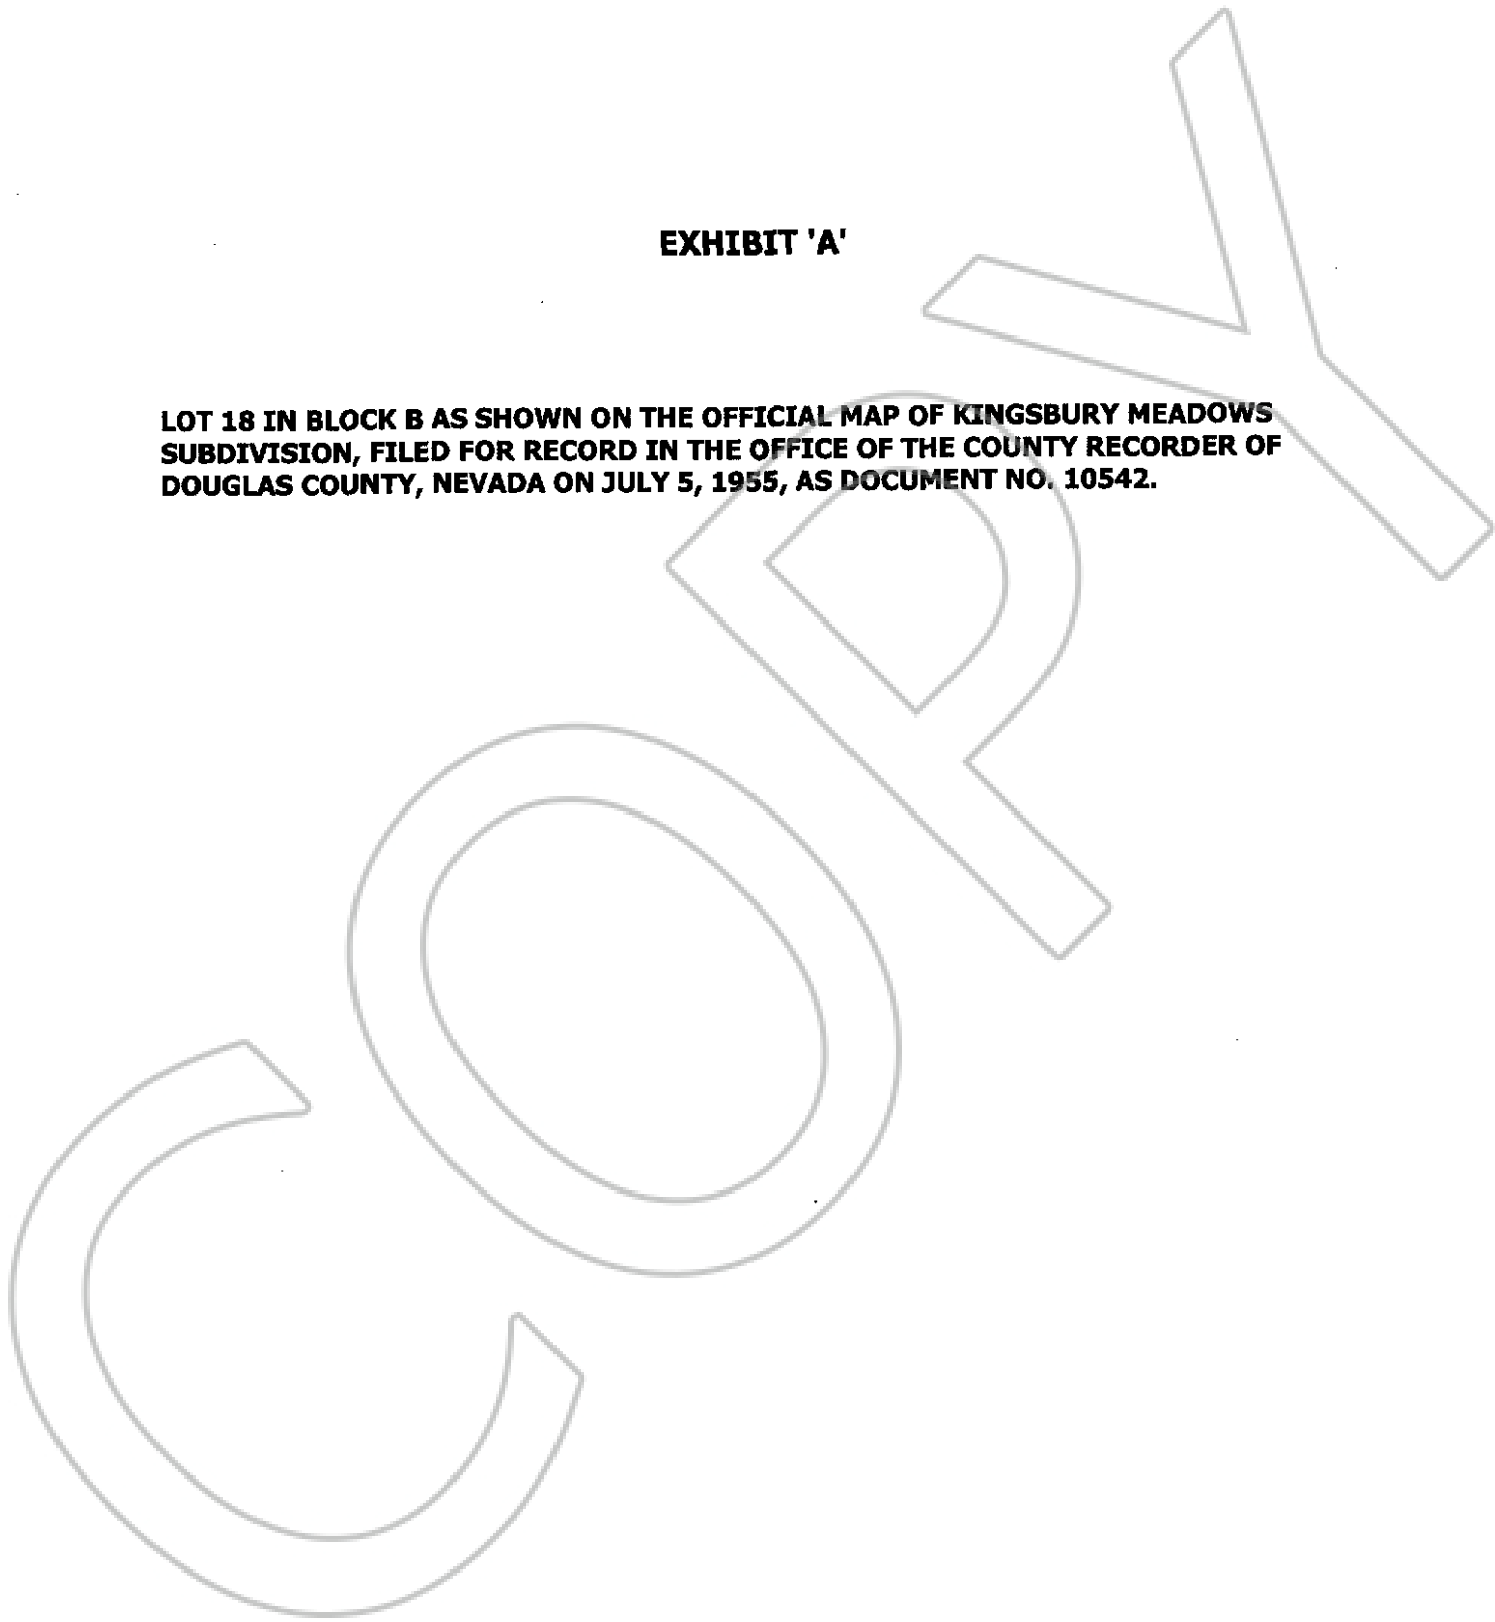 EXHIBIT 'A'
LOT 18 IN BLOCK B AS SHOWN ON THE OFFICIAL MAP OF KINGSBURY MEADOWS
SUBDIVISION, FILED FOR RECORD IN THE OFFICE OF THE COUNTY RECORDER OF
DOUGLAS COUNTY, NEVADA ON JULY 5, 1955, AS DOCUMENT NO. 10542.
COPY